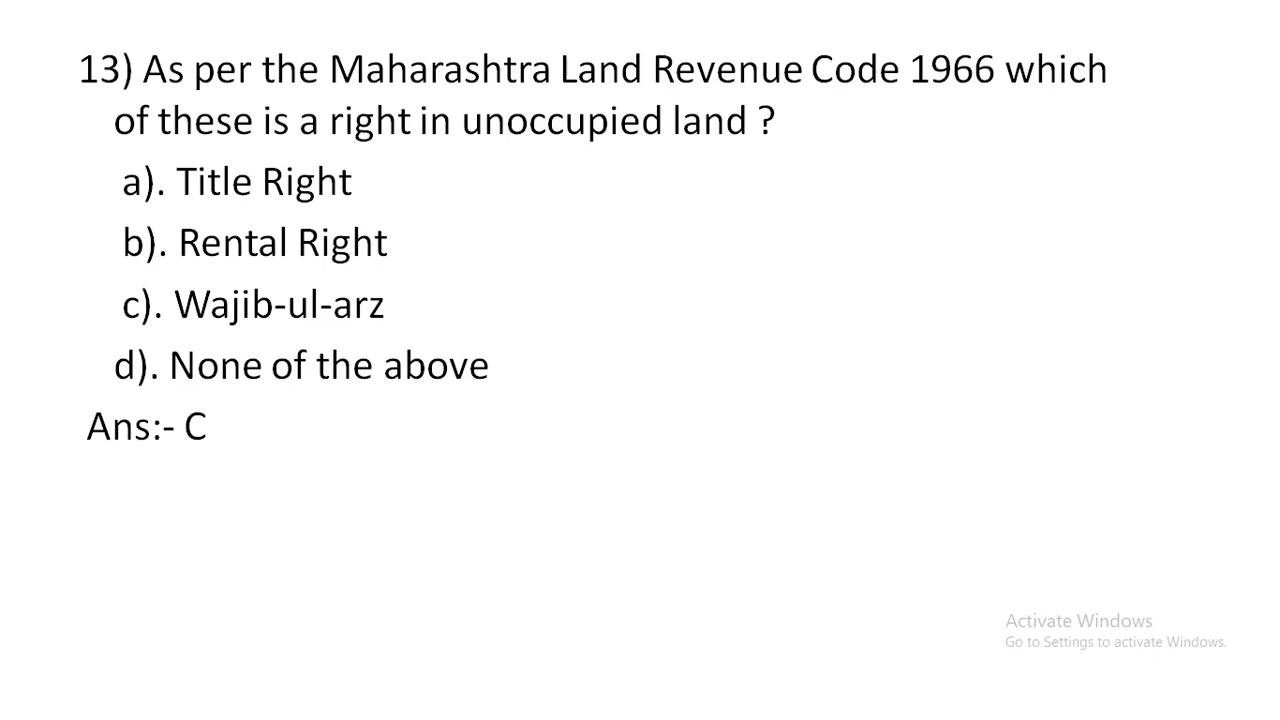 13) As per the Maharashtra Land Revenue Code 1966 which
of these is a right in unoccupied land ?
a). Title Right
b). Rental Right
c). Wajib-ul-arz
d). None of the above
Ans:- C
Activate Windows
Go to Settings to activate Windows.